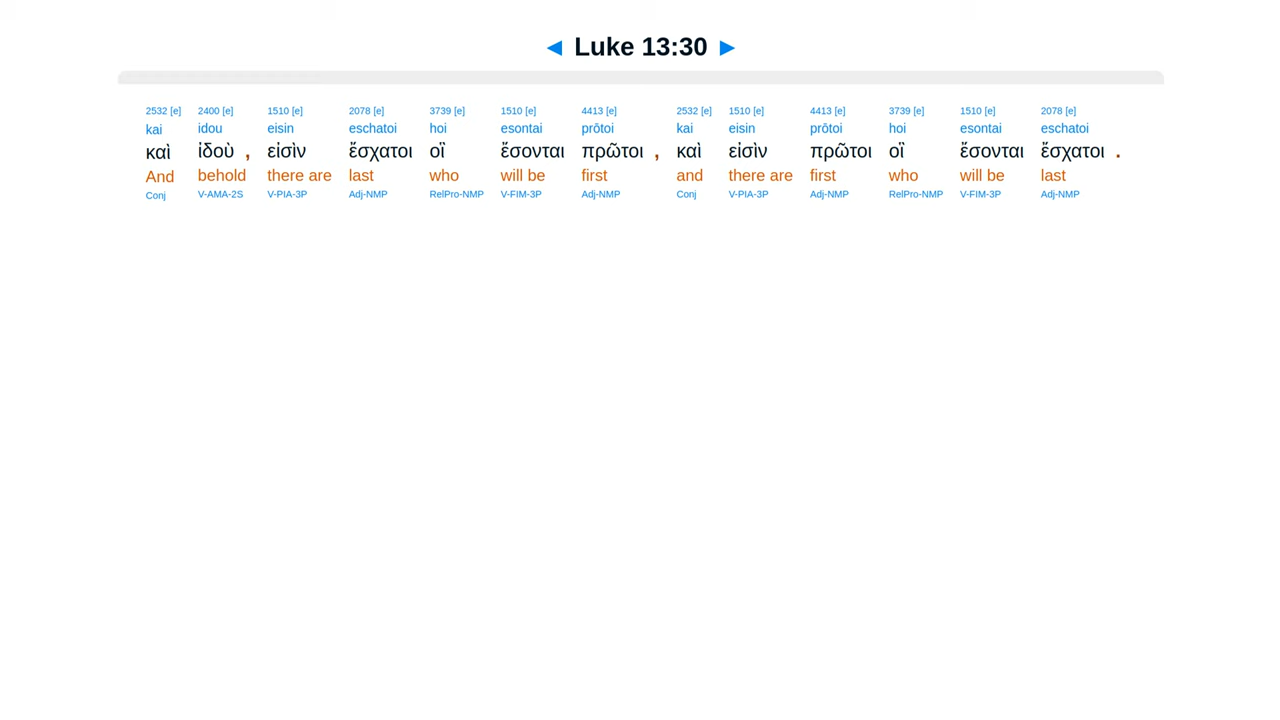 ◄ Luke 13:30 ►
2532 [e] 2400 [e] 1510 [e] 2078 [e] 3739 [e] 1510 [e] 4413 [e] 2532 [e] 1510 [e] 4413 [e] 3739 [e] 1510 [e] 2078 [e]
kai idou eisin eschatoi hoi esontai prōtoi kai eisin prōtoi hoi esontai eschatoi
καὶ ἰδοὺ , εἰσὶν ἔσχατοι οἳ ἔσονται πρῶτοι , καὶ εἰσὶν πρῶτοι οἳ ἔσονται ἔσχατοι .
And behold there are last who will be first and there are first who will be last
Conj V-AMA-2S V-PIA-3P Adj-NMP RelPro-NMP V-FIM-3P Adj-NMP Conj V-PIA-3P Adj-NMP RelPro-NMP V-FIM-3P Adj-NMP